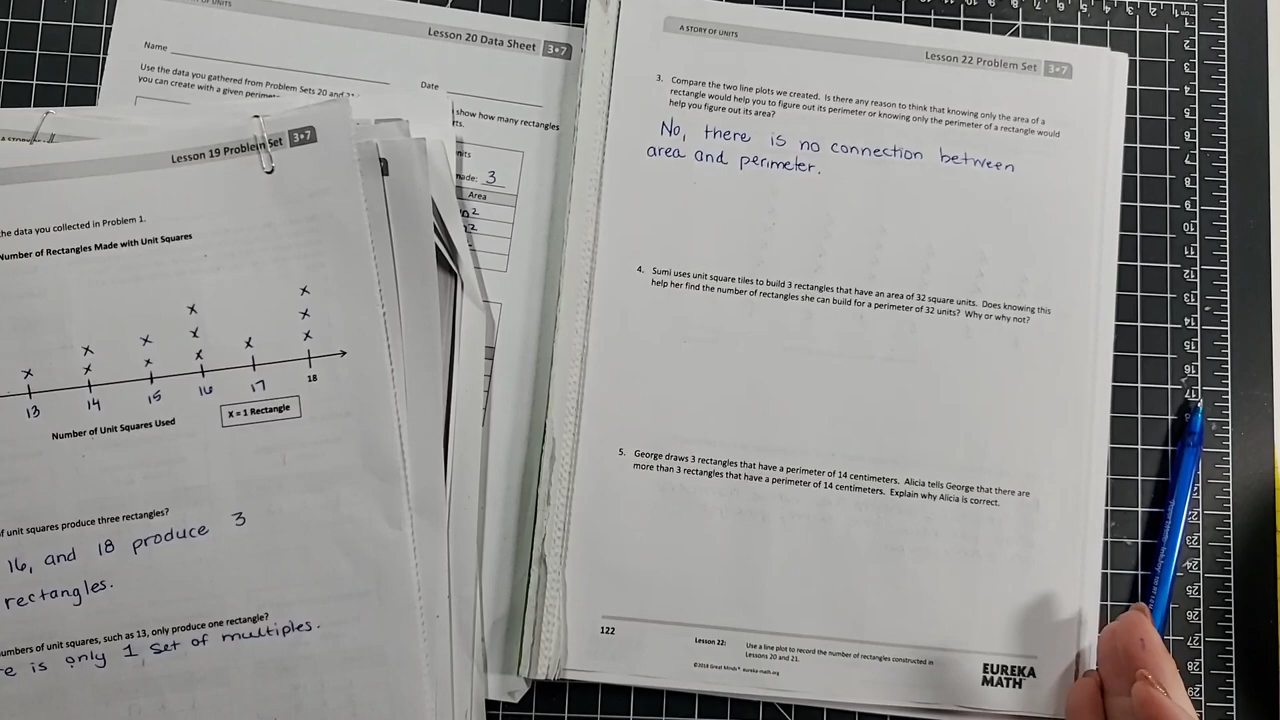 OF UNITS
Lesson 20 Data Sheet 3•7
Name
Date
Use the data you gathered from Problem Sets 20 and 21
you can create with a given
show how many rectangles
nits
made: 3
Area
Lesson 19 Problem Set 3•7
the data you collected in Problem 1.
Number of Rectangles Made with Unit Squares
x x x x x x x x x x x x
13 14 15 16 17 18
Number of Unit Squares Used
X = 1 Rectangle
of unit squares produce three rectangles?
16, and 18 produce 3
rectangles.
numbers of unit squares, such as 13, only produce one rectangle?
re is only 1 set of multiples.
A STORY OF UNITS
Lesson 22 Problem Set 3•7
3. Compare the two line plots we created. Is there any reason to think that knowing only the area of a
rectangle would help you to figure out its perimeter or knowing only the perimeter of a rectangle would
help you figure out its area?
No, there is no connection between
area and perimeter.
4. Sumi uses unit square tiles to build 3 rectangles that have an area of 32 square units. Does knowing this
help her find the number of rectangles she can build for a perimeter of 32 units? Why or why not?
5. George draws 3 rectangles that have a perimeter of 14 centimeters. Alicia tells George that there are
more than 3 rectangles that have a perimeter of 14 centimeters. Explain why Alicia is correct.
122
Lesson 22: Use a line plot to record the number of rectangles constructed in
Lessons 20 and 21.
©2018 Great Minds® eureka-math.org
EUREKA
MATH